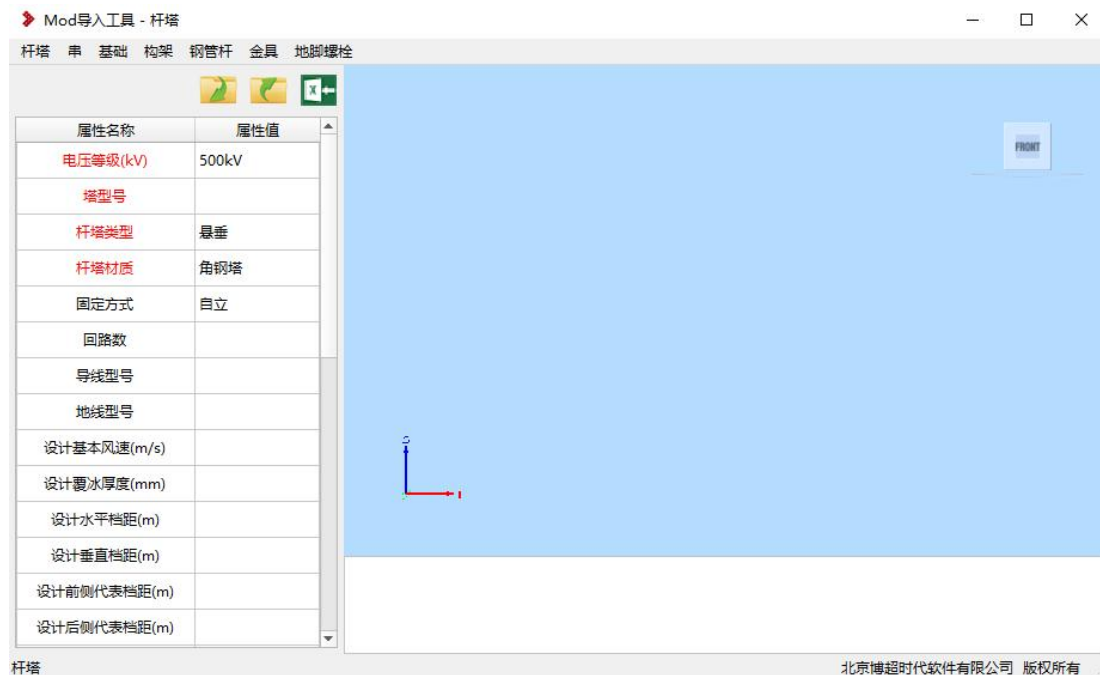 Mod导入工具 - 杆塔
杆塔 串 基础 构架 钢管杆 金具 地脚螺栓
属性名称 属性值
电压等级(kV) 500kV
塔型号
杆塔类型 悬垂
杆塔材质 角钢塔
固定方式 自立
回路数
导线型号
地线型号
设计基本风速(m/s)
设计覆冰厚度(mm)
设计水平档距(m)
设计垂直档距(m)
设计前侧代表档距(m)
设计后侧代表档距(m)
FRONT
杆塔 北京博超时代软件有限公司 版权所有